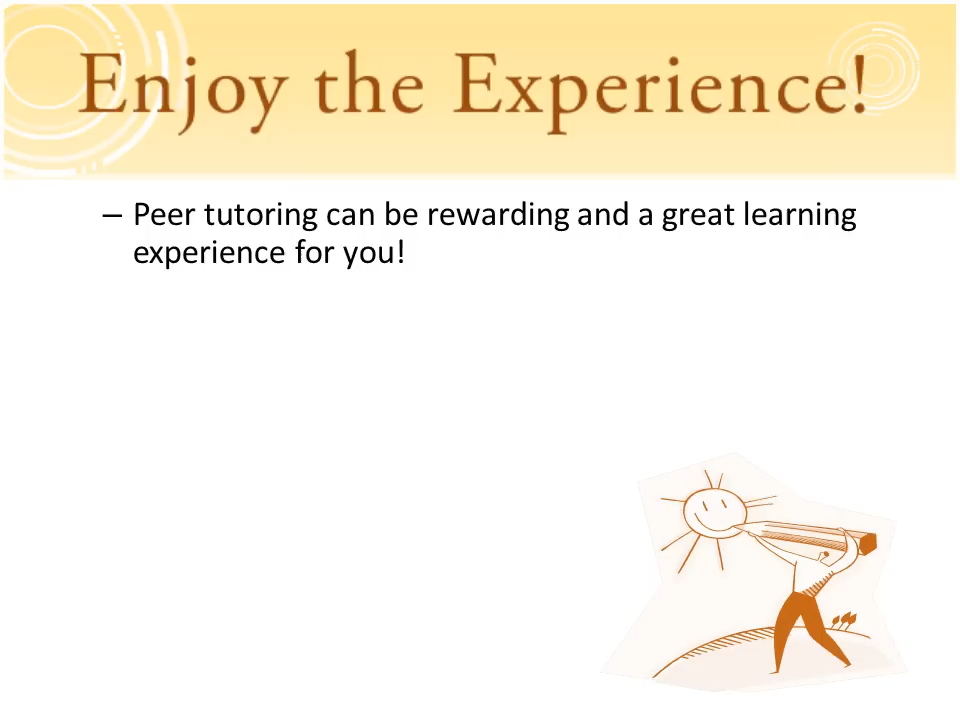 Enjoy the Experience!
– Peer tutoring can be rewarding and a great learning
experience for you!